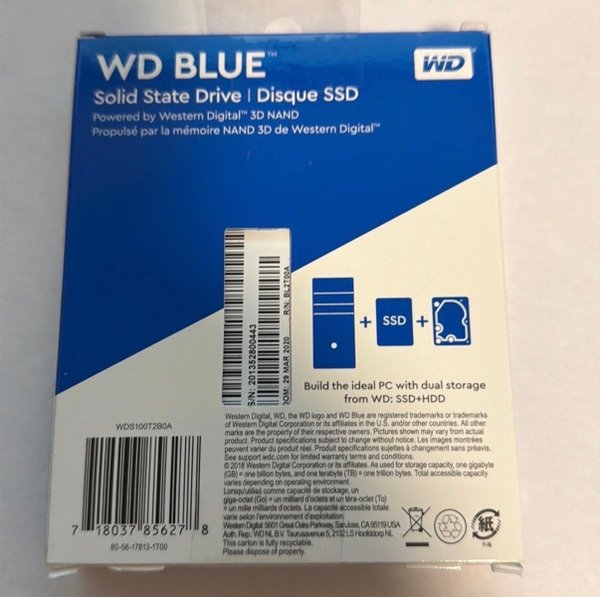 WD BLUE™
WD
Solid State Drive | Disque SSD
Powered by Western Digital™ 3D NAND
Propulsé par la mémoire NAND 3D de Western Digital™
S/N: 201352800443
DOM: 29 MAR 2020
R/N: BL2T00A
SSD
Build the ideal PC with dual storage
from WD: SSD+HDD
Western Digital, WD, the WD logo and WD Blue are registered trademarks or trademarks
of Western Digital Corporation or its affiliates in the U.S. and/or other countries. All other
marks are the property of their respective owners. Pictures shown may vary from actual
product. Product specifications subject to change without notice. Les images montrées
peuvent varier du produit réel. Product specifications sujettes à changement sans préavis.
See support.wdc.com for limited warranty terms and conditions.
© 2018 Western Digital Corporation or its affiliates. As used for storage capacity, one gigabyte
(GB) = one billion bytes, and one terabyte (TB) = one trillion bytes. Total accessible capacity
varies depending on operating environment.
Lorsqu'utilisé comme capacité de stockage, un
giga-octet (Go) = un milliard d'octets et un téra-octet (To)
= un mille milliards d'octets. La capacité accessible totale
varie selon l'environnement d'exploitation.
Western Digital: 5601 Great Oaks Parkway, San Jose, CA 95119 USA
Auth. Rep.: WD NL B.V. Taurusavenue 5, 2132 LS Hoofddorp NL
This carton is fully recyclable.
Please dispose of properly.
WDS100T2B0A
7 18037 85627 8
80-56-17813-1T00
紙